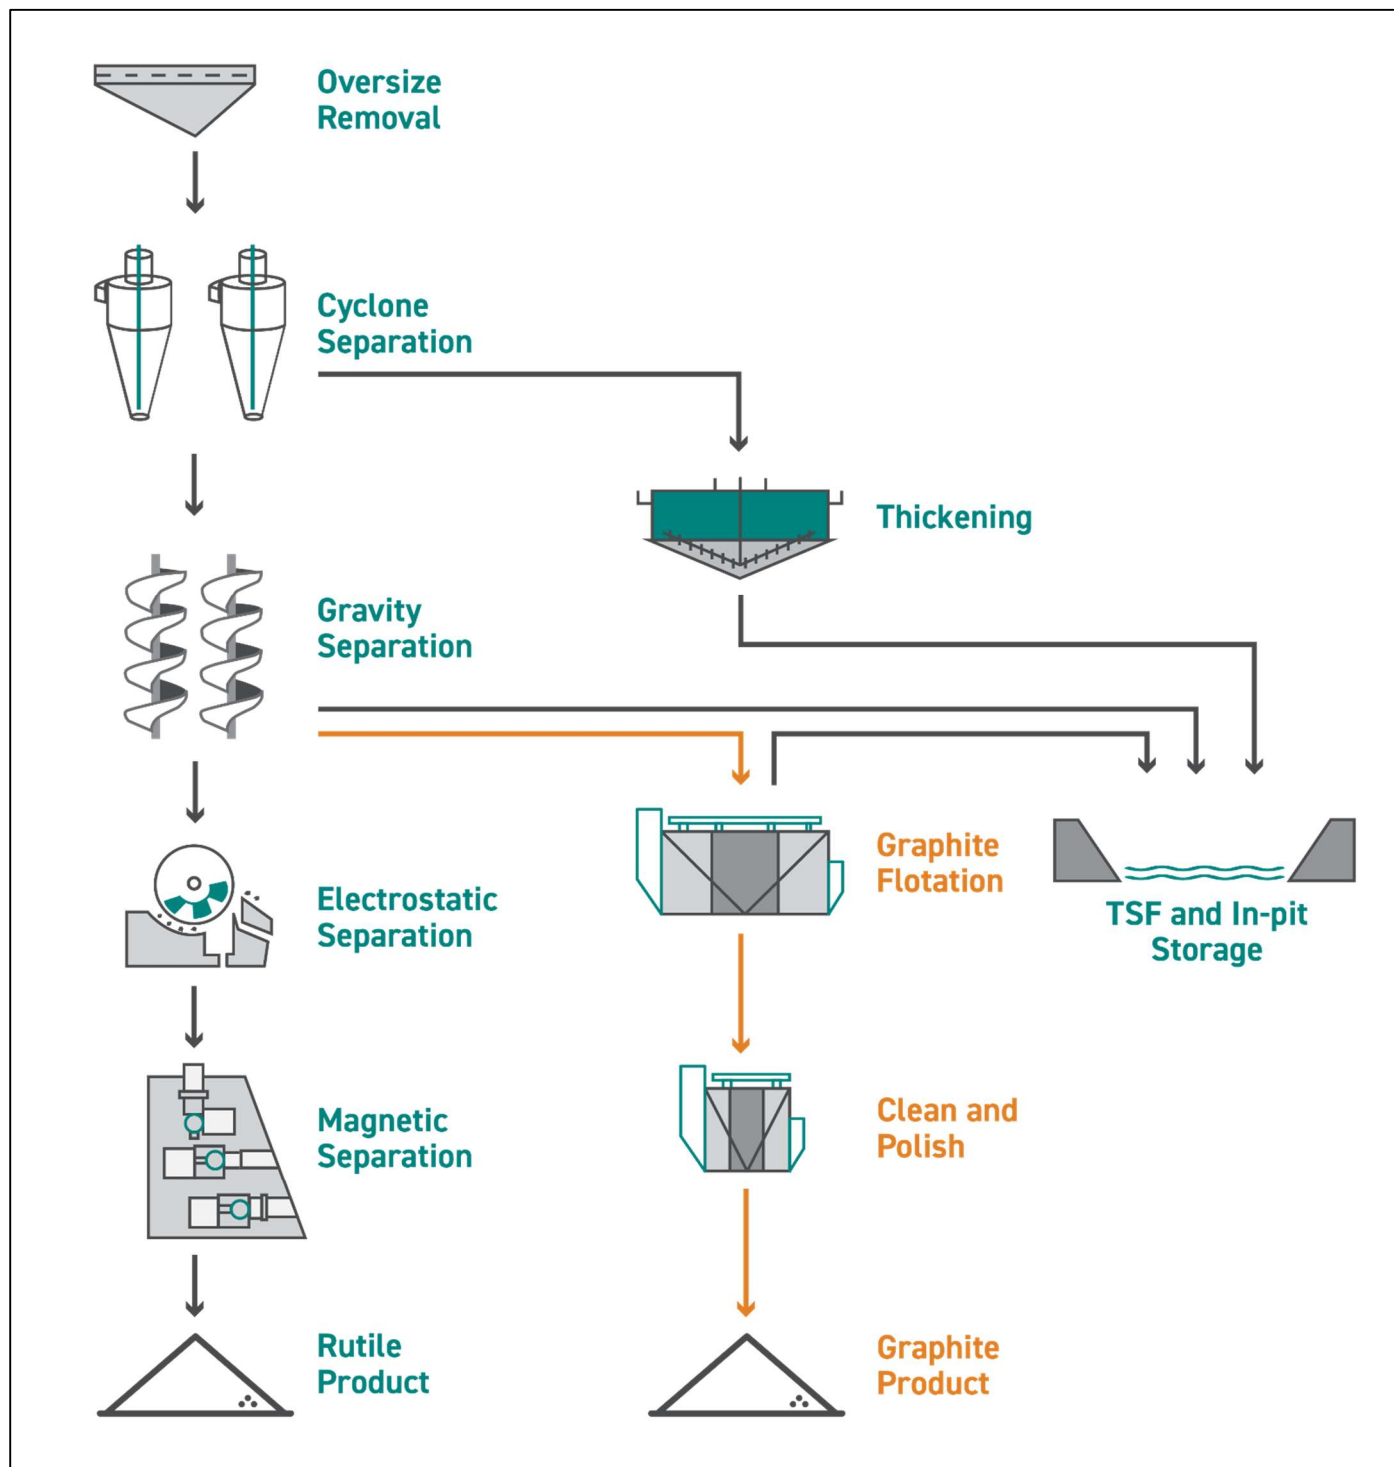 Oversize
Removal
Cyclone
Separation
Thickening
Gravity
Separation
Graphite
Flotation
Electrostatic
Separation
TSF and In-pit
Storage
Magnetic
Separation
Clean and
Polish
Rutile
Product
Graphite
Product